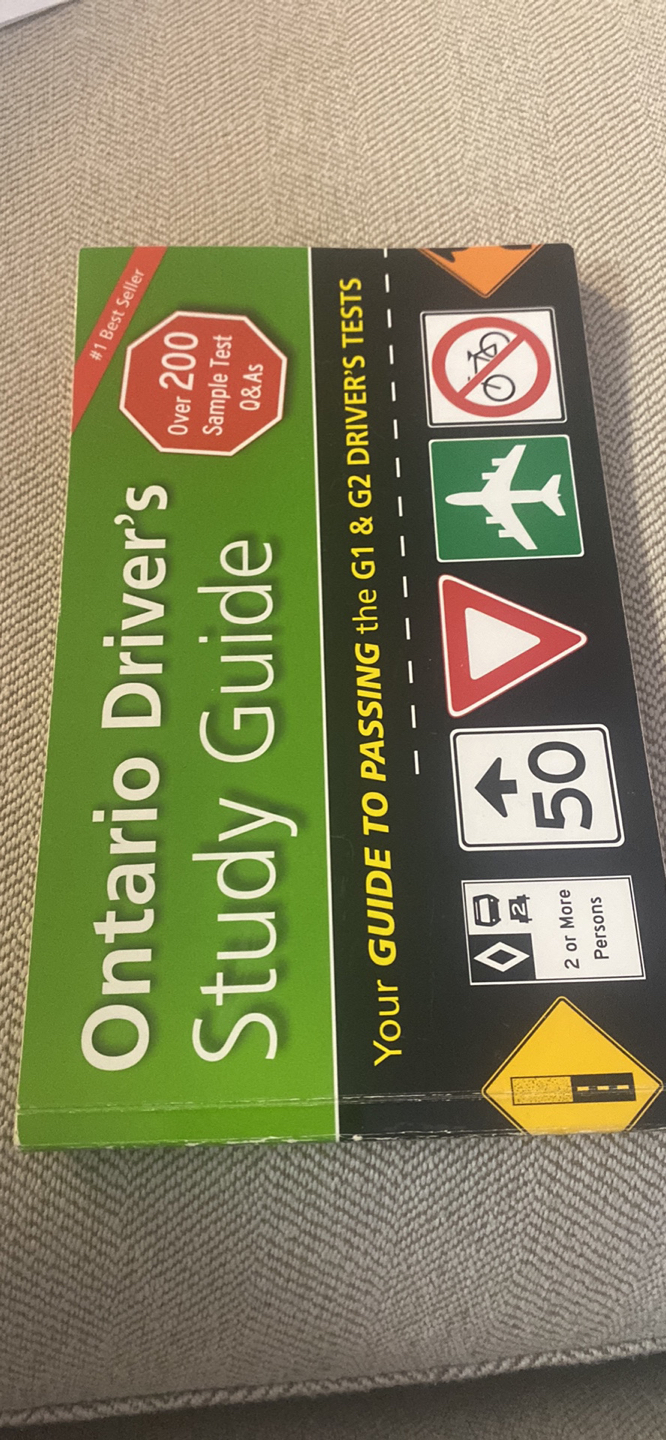 #1 Best Seller
Over 200
Sample Test
Q&As
Ontario Driver's
Study Guide
Your GUIDE TO PASSING the G1 & G2 DRIVER'S TESTS
2 or More
Persons
50